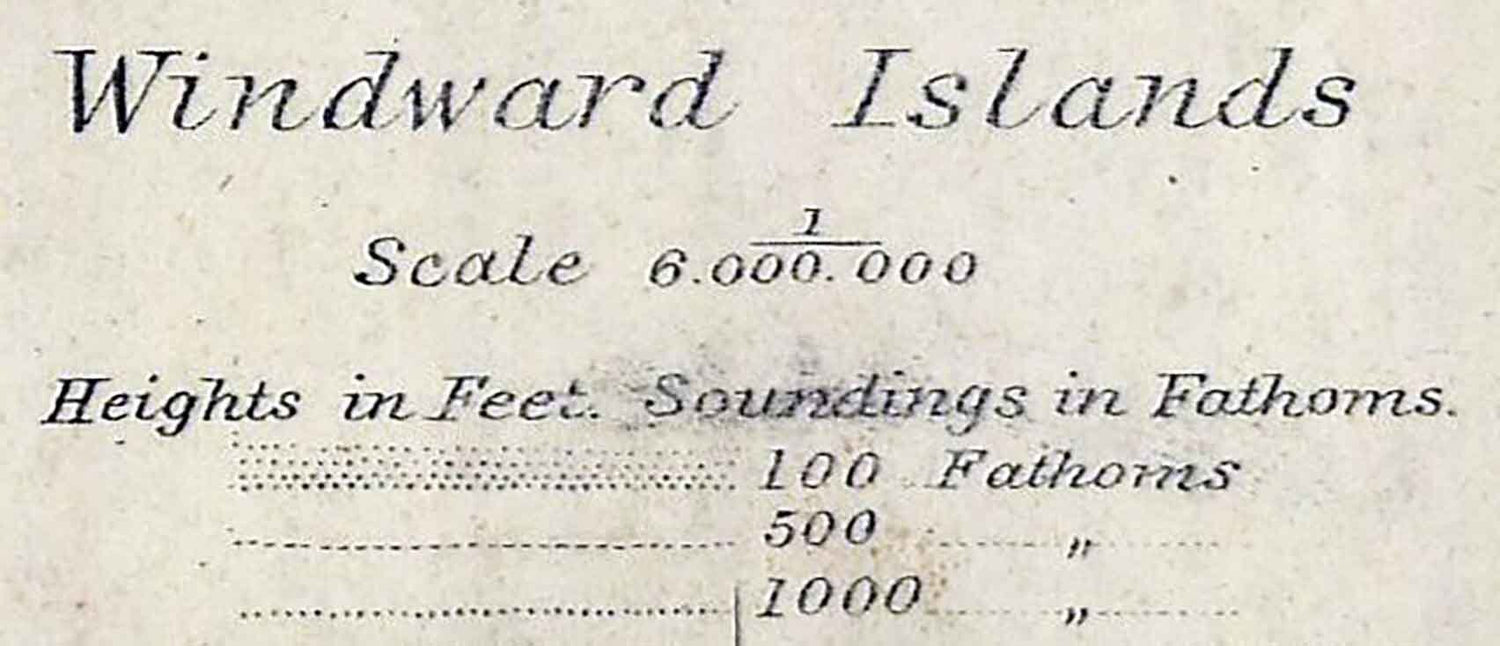 Windward Islands
Scale 1/6.000.000
Heights in Feet. Soundings in Fathoms.
100 Fathoms
500 „
1000 „